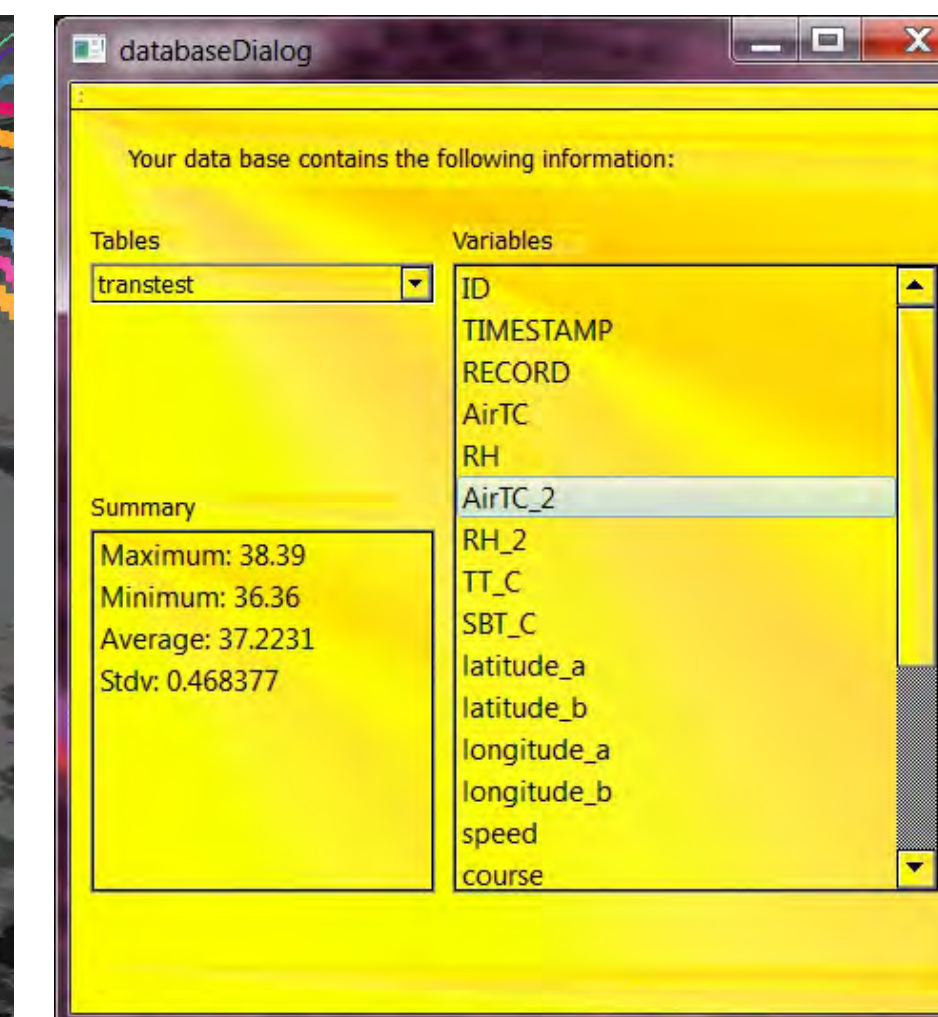 databaseDialog
Your data base contains the following information:
Tables
transtest
Summary
Maximum: 38.39
Minimum: 36.36
Average: 37.2231
Stdv: 0.468377
Variables
ID
TIMESTAMP
RECORD
AirTC
RH
AirTC_2
RH_2
TT_C
SBT_C
latitude_a
latitude_b
longitude_a
longitude_b
speed
course